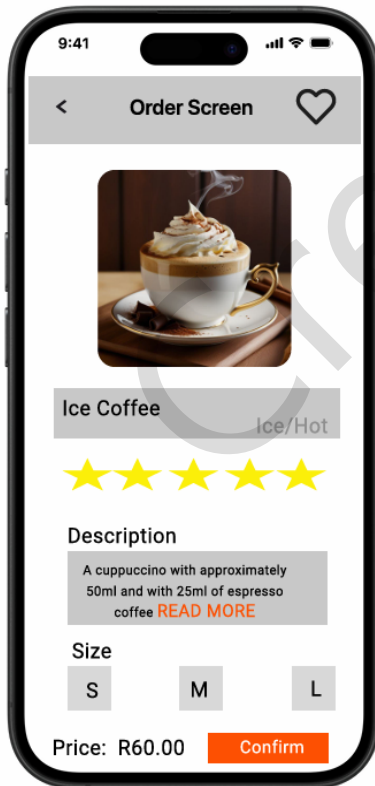 9:41
Order Screen
Ice Coffee
Ice/Hot
Description
A cuppuccino with approximately
50ml and with 25ml of espresso
coffee READ MORE
Size
S M L
Price: R60.00 Confirm